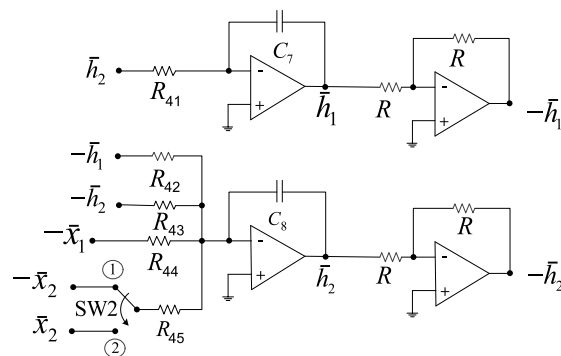 C₇
R
h̄₂
R₄₁
- +
h̄₁
R
- +
−h̄₁
−h̄₁
R₄₂
−h̄₂
R₄₃
−x̄₁
R₄₄
C₈
R
- +
h̄₂
R
- +
−h̄₂
−x̄₂
①
SW2
R₄₅
x̄₂
②